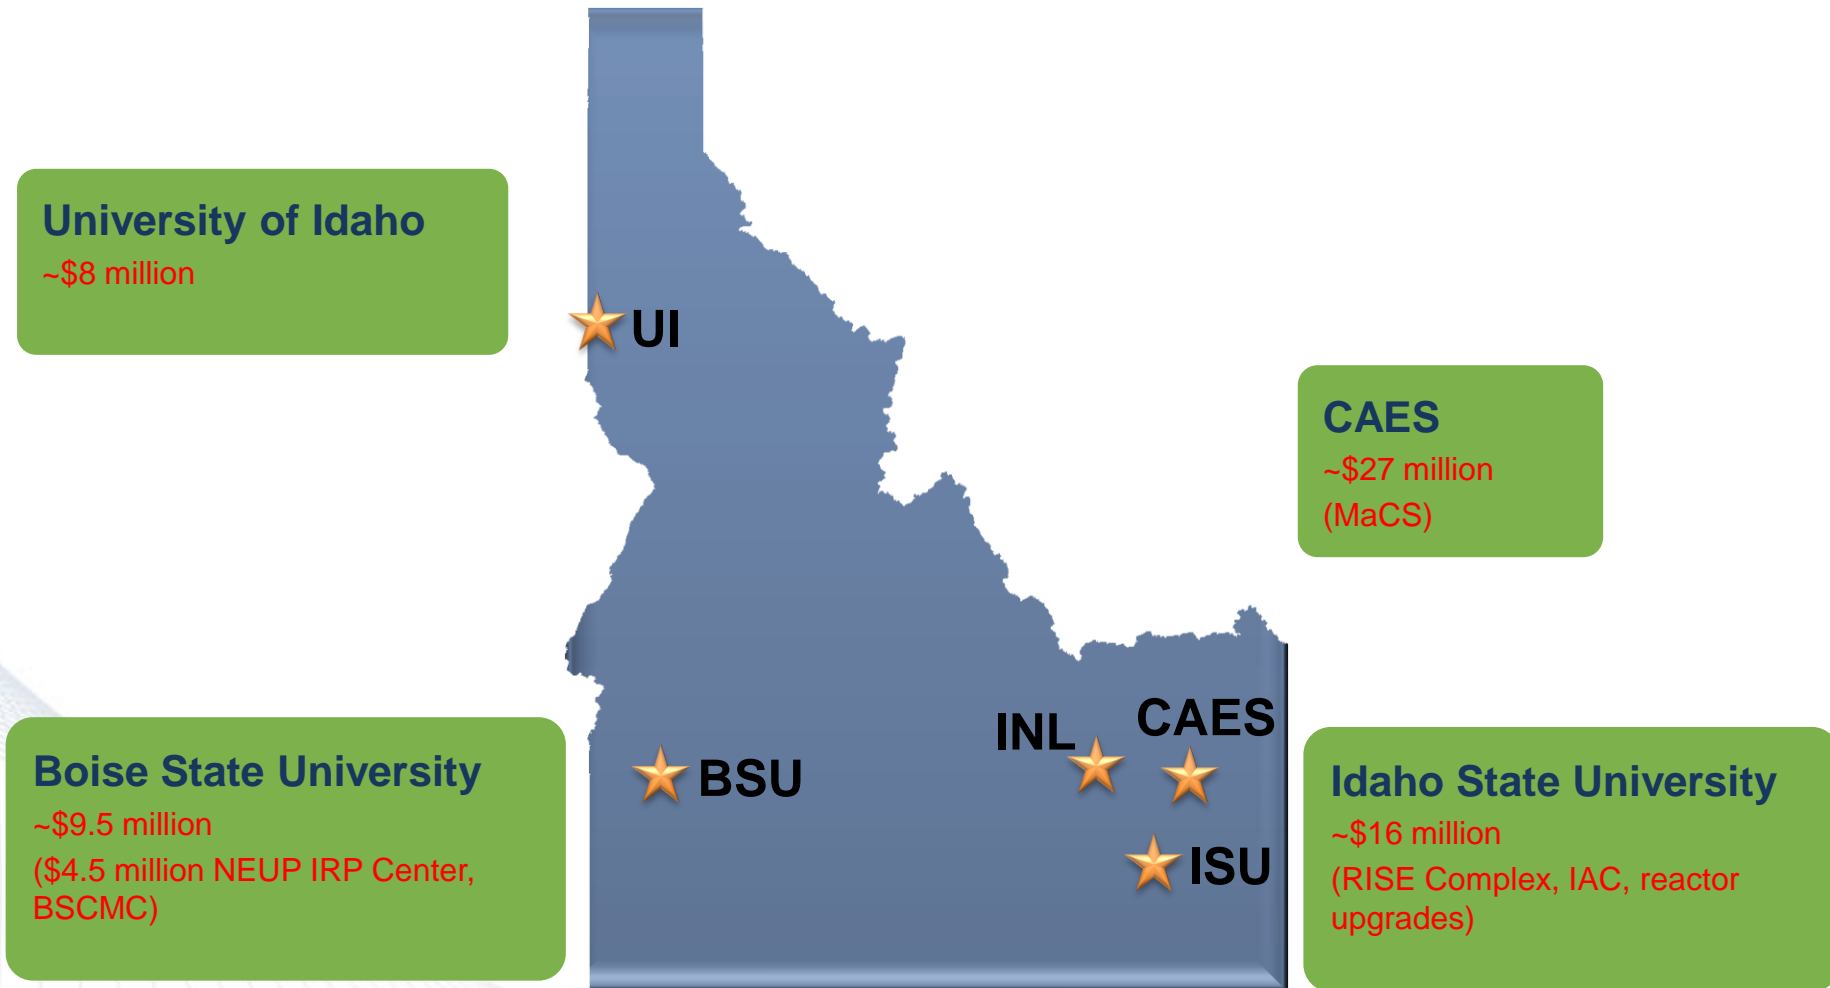 University of Idaho
~$8 million
UI
CAES
~$27 million
(MaCS)
INL
CAES
BSU
ISU
Boise State University
~$9.5 million
($4.5 million NEUP IRP Center,
BSCMC)
Idaho State University
~$16 million
(RISE Complex, IAC, reactor
upgrades)